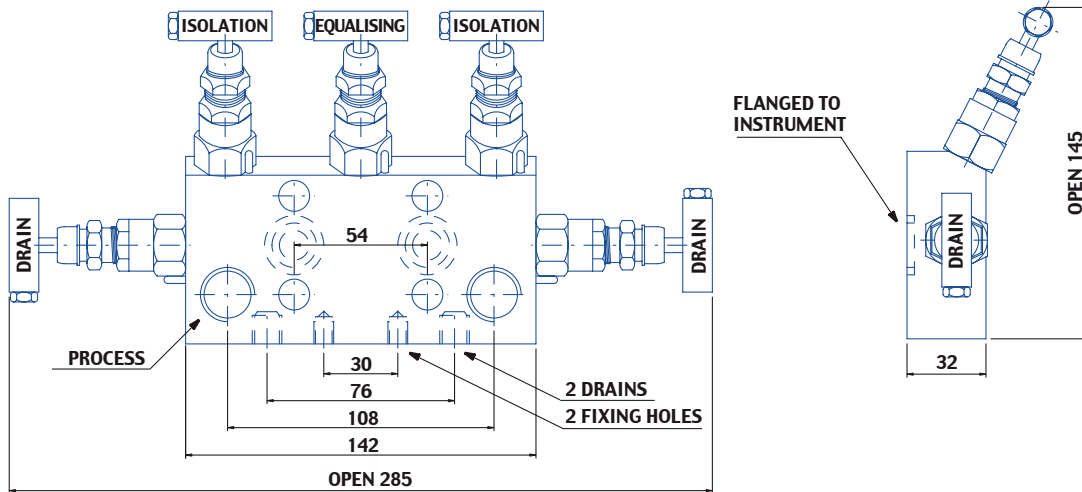 ISOLATION
EQUALISING
ISOLATION
FLANGED TO
INSTRUMENT
OPEN 145
DRAIN
54
DRAIN
DRAIN
PROCESS
30
2 DRAINS
76
2 FIXING HOLES
108
142
OPEN 285
32